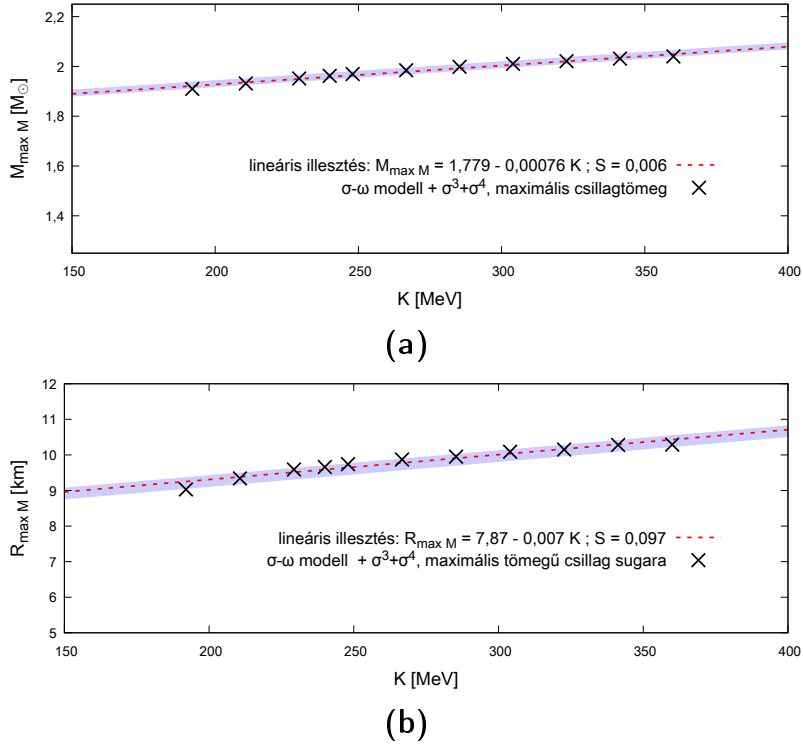 2,2
2
1,8
1,6
1,4
M_max M [M_☉]
lineáris illesztés: M_max M = 1,779 - 0,00076 K ; S = 0,006
σ-ω modell + σ³+σ⁴, maximális csillagtömeg
150 200 250 300 350 400
K [MeV]
(a)
12
11
10
9
8
7
6
5
R_max M [km]
lineáris illesztés: R_max M = 7,87 - 0,007 K ; S = 0,097
σ-ω modell + σ³+σ⁴, maximális tömegű csillag sugara
150 200 250 300 350 400
K [MeV]
(b)